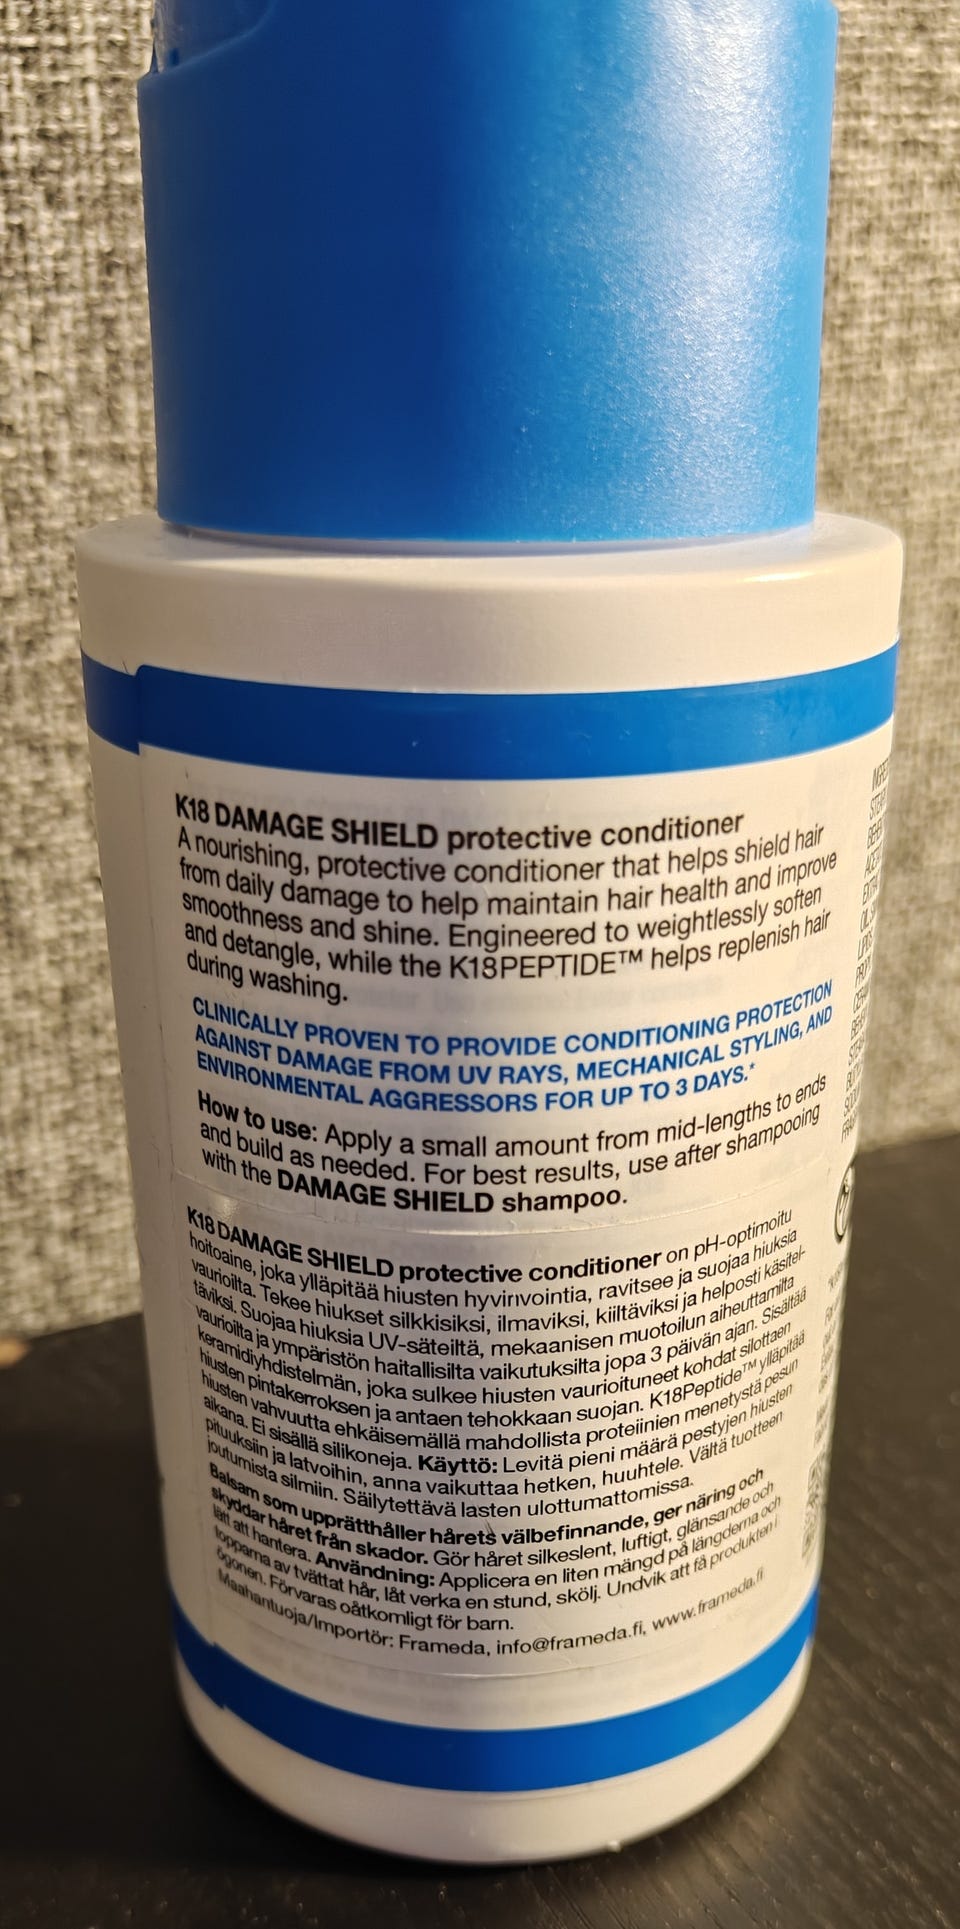 K18 DAMAGE SHIELD protective conditioner
A nourishing, protective conditioner that helps shield hair
from daily damage to help maintain hair health and improve
smoothness and shine. Engineered to weightlessly soften
and detangle, while the K18PEPTIDE™ helps replenish hair
during washing.
CLINICALLY PROVEN TO PROVIDE CONDITIONING PROTECTION
AGAINST DAMAGE FROM UV RAYS, MECHANICAL STYLING, AND
ENVIRONMENTAL AGGRESSORS FOR UP TO 3 DAYS.*
How to use: Apply a small amount from mid-lengths to ends
and build as needed. For best results, use after shampooing
with the DAMAGE SHIELD shampoo.
K18 DAMAGE SHIELD protective conditioner on pH-optimoitu
hoitoaine, joka ylläpitää hiusten hyvinvointia, ravitsee ja suojaa hiuksia
vaurioilta. Tekee hiukset silkkisiksi, ilmaviksi, kiiltäviksi ja helposti käsitel-
täviksi. Suojaa hiuksia UV-säteiltä, mekaanisen muotoilun aiheuttamilta
vaurioilta ja ympäristön haitallisilta vaikutuksilta jopa 3 päivän ajan. Sisältää
keramidiyhdistelmän, joka sulkee hiusten vaurioituneet kohdat silottaen
hiusten pintakerroksen ja antaen tehokkaan suojan. K18Peptide™ ylläpitää
hiusten vahvuutta ehkäisemällä mahdollista proteiinien menetystä pesun
aikana. Ei sisällä silikoneja. Käyttö: Levitä pieni määrä pestyjen hiusten
pituuksiin ja latvoihin, anna vaikuttaa hetken, huuhtele. Vältä tuotteen
joutumista silmiin. Säilytettävä lasten ulottumattomissa.
Balsam som upprätthåller hårets välbefinnande, ger näring och
skyddar håret från skador. Gör håret silkeslent, luftigt, glänsande och
lätt att hantera. Användning: Applicera en liten mängd på längderna och
topparna av tvättat hår, låt verka en stund, skölj. Undvik att få produkten i
ögonen. Förvaras oåtkomligt för barn.
Maahantuoja/Importör: Frameda, info@frameda.fi, www.frameda.fi